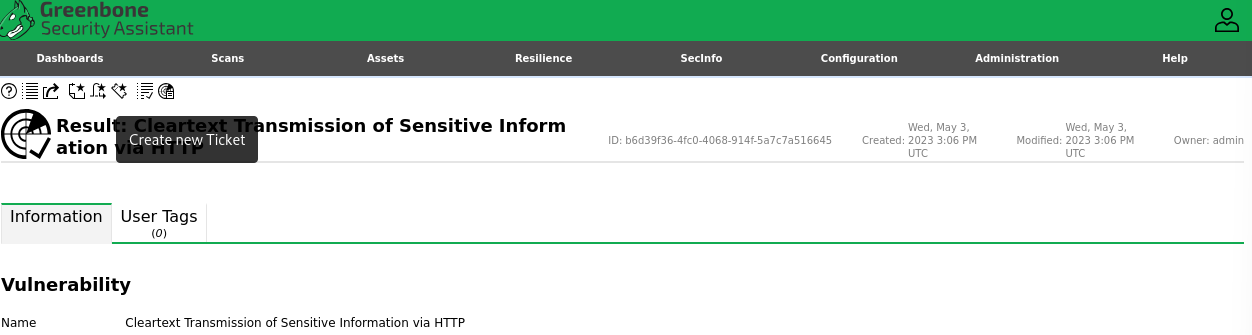 Greenbone
Security Assistant
Dashboards Scans Assets Resilience SecInfo Configuration Administration Help
Result: Cleartext Transmission of Sensitive Inform
ation via HTTP
Create new Ticket
ID: b6d39f36-4fc0-4068-914f-5a7c7a516645
Created: Wed, May 3,
2023 3:06 PM
UTC
Modified: Wed, May 3,
2023 3:06 PM
UTC
Owner: admin
Information
User Tags
(0)
Vulnerability
Name Cleartext Transmission of Sensitive Information via HTTP